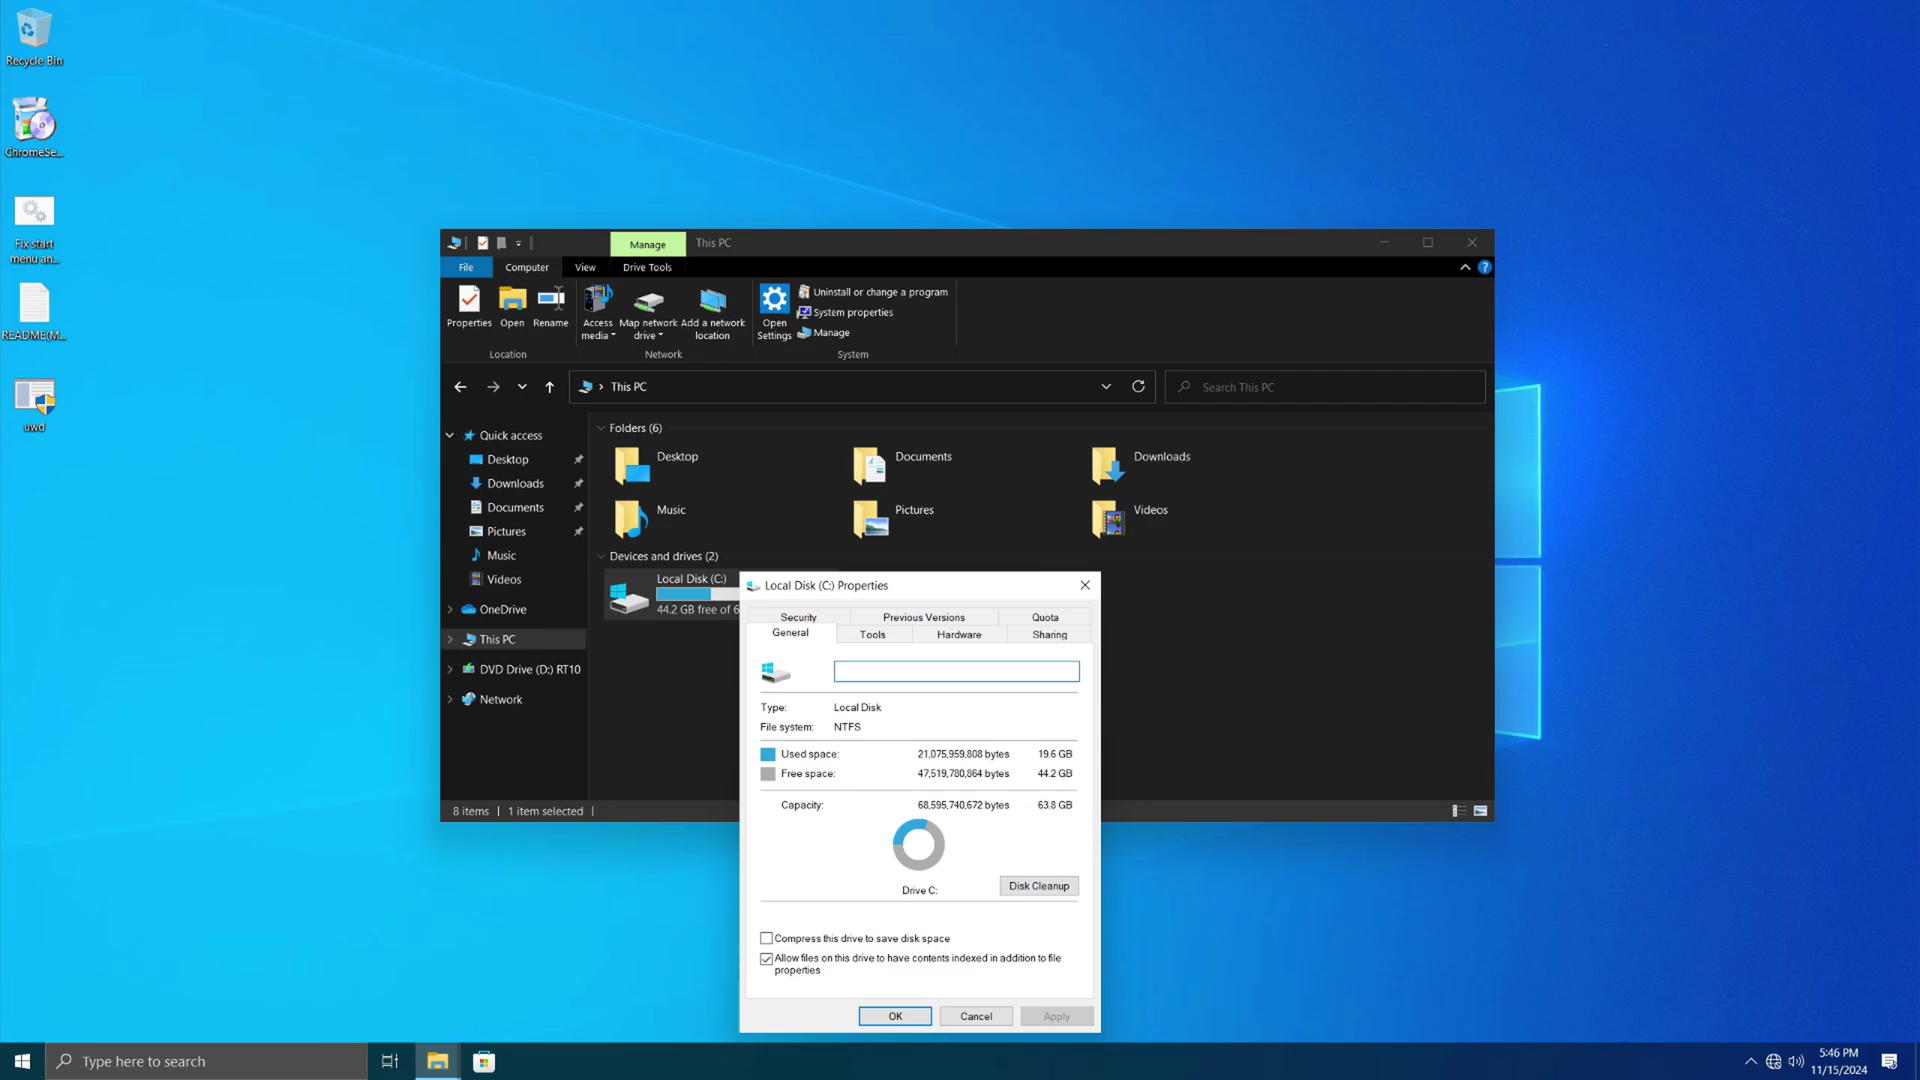 Recycle Bin
ChromeSe...
Fix start
menu an...
README(M...
uwd
Manage
This PC
File
Computer
View
Drive Tools
Properties
Open
Rename
Access
media
Map network
drive
Add a network
location
Open
Settings
Uninstall or change a program
System properties
Manage
Location
Network
System
This PC
Search This PC
Quick access
Desktop
Downloads
Documents
Pictures
Music
Videos
OneDrive
This PC
DVD Drive (D:) RT10
Network
Folders (6)
Desktop
Documents
Downloads
Music
Pictures
Videos
Devices and drives (2)
Local Disk (C:)
44.2 GB free of 6
8 items
1 item selected
Local Disk (C:) Properties
Security
Previous Versions
Quota
General
Tools
Hardware
Sharing
Type: Local Disk
File system: NTFS
Used space: 21,075,959,808 bytes 19.6 GB
Free space: 47,519,780,864 bytes 44.2 GB
Capacity: 68,595,740,672 bytes 63.8 GB
Drive C:
Disk Cleanup
Compress this drive to save disk space
Allow files on this drive to have contents indexed in addition to file
properties
OK
Cancel
Apply
Type here to search
5:46 PM
11/15/2024